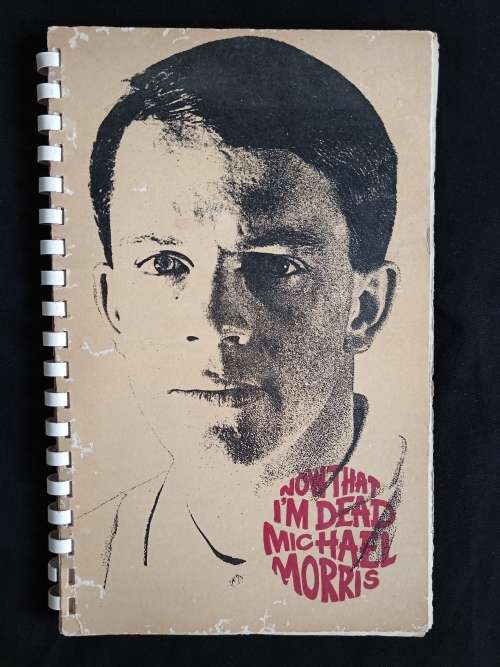 NOW THAT
I'M DEAD
MICHAEL
MORRIS